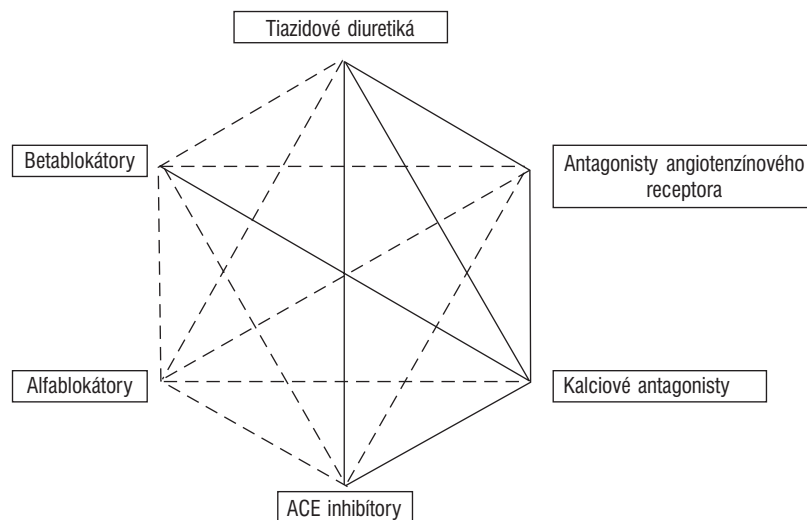 Tiazidové diuretiká
Betablokátory
Antagonisty angiotenzínového
receptora
Alfablokátory
Kalciové antagonisty
ACE inhibítory